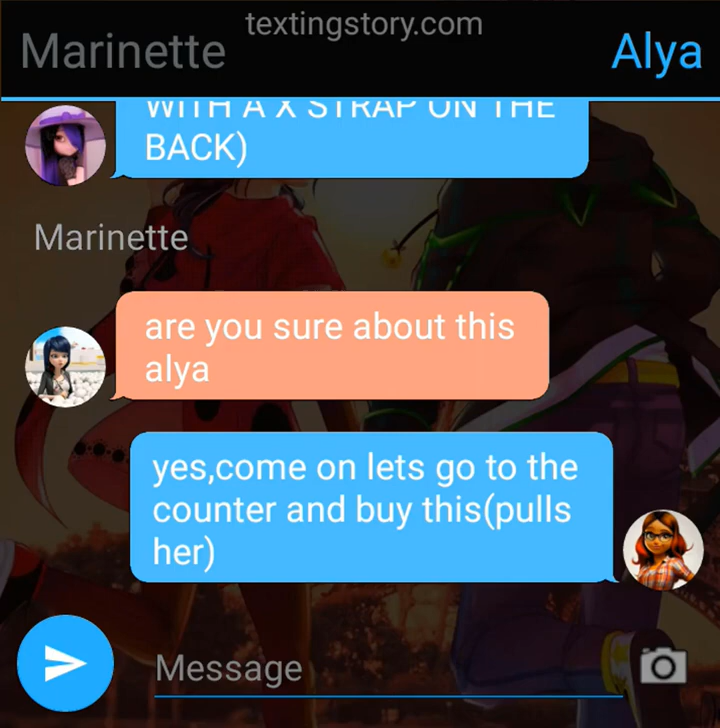 textingstory.com
Marinette
Alya
WITH A X STRAP ON THE
BACK)
Marinette
are you sure about this
alya
yes,come on lets go to the
counter and buy this(pulls
her)
Message